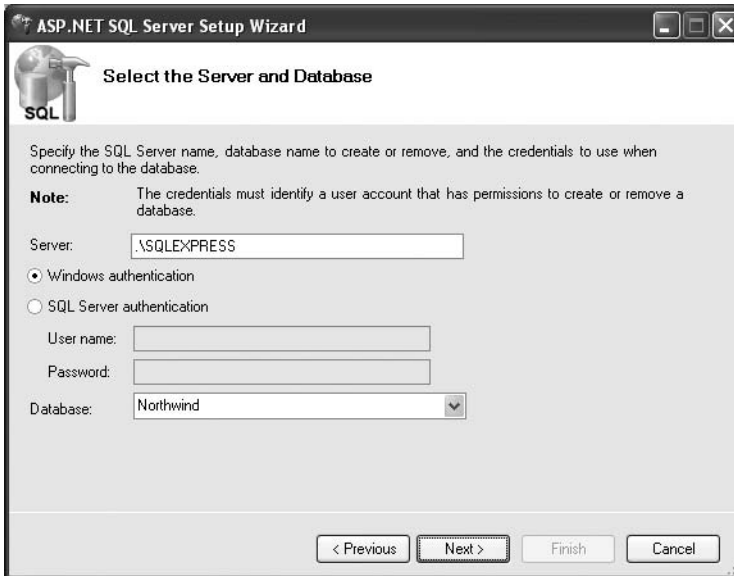 ASP.NET SQL Server Setup Wizard
Select the Server and Database
SQL
Specify the SQL Server name, database name to create or remove, and the credentials to use when
connecting to the database.
Note: The credentials must identify a user account that has permissions to create or remove a
database.
Server: .\SQLEXPRESS
Windows authentication
SQL Server authentication
User name:
Password:
Database: Northwind
< Previous Next > Finish Cancel